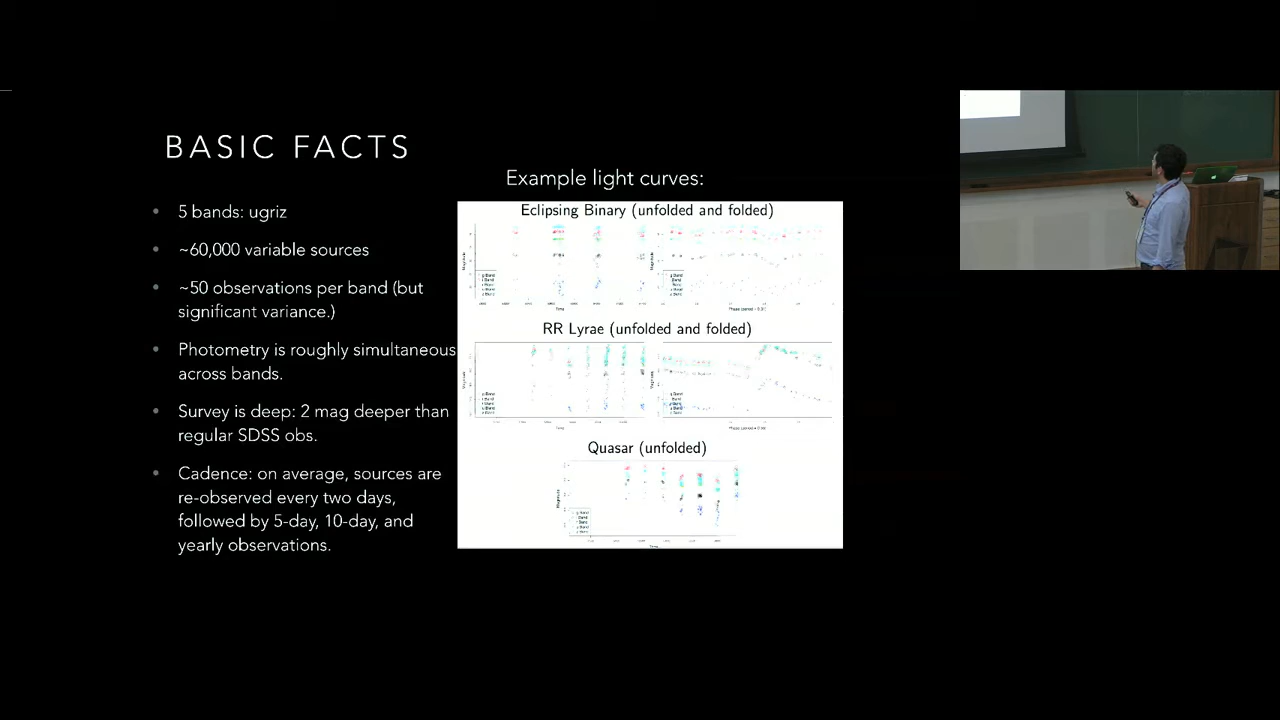 BASIC FACTS
• 5 bands: ugriz
• ~60,000 variable sources
• ~50 observations per band (but
significant variance.)
• Photometry is roughly simultaneous
across bands.
• Survey is deep: 2 mag deeper than
regular SDSS obs.
• Cadence: on average, sources are
re-observed every two days,
followed by 5-day, 10-day, and
yearly observations.
Example light curves:
Eclipsing Binary (unfolded and folded)
RR Lyrae (unfolded and folded)
Quasar (unfolded)